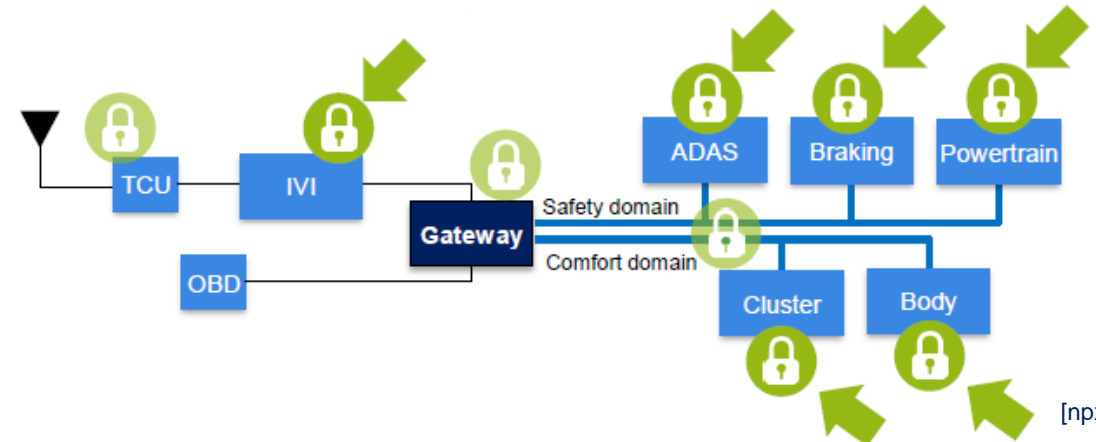 TCU
IVI
OBD
Gateway
Safety domain
Comfort domain
ADAS
Braking
Powertrain
Cluster
Body